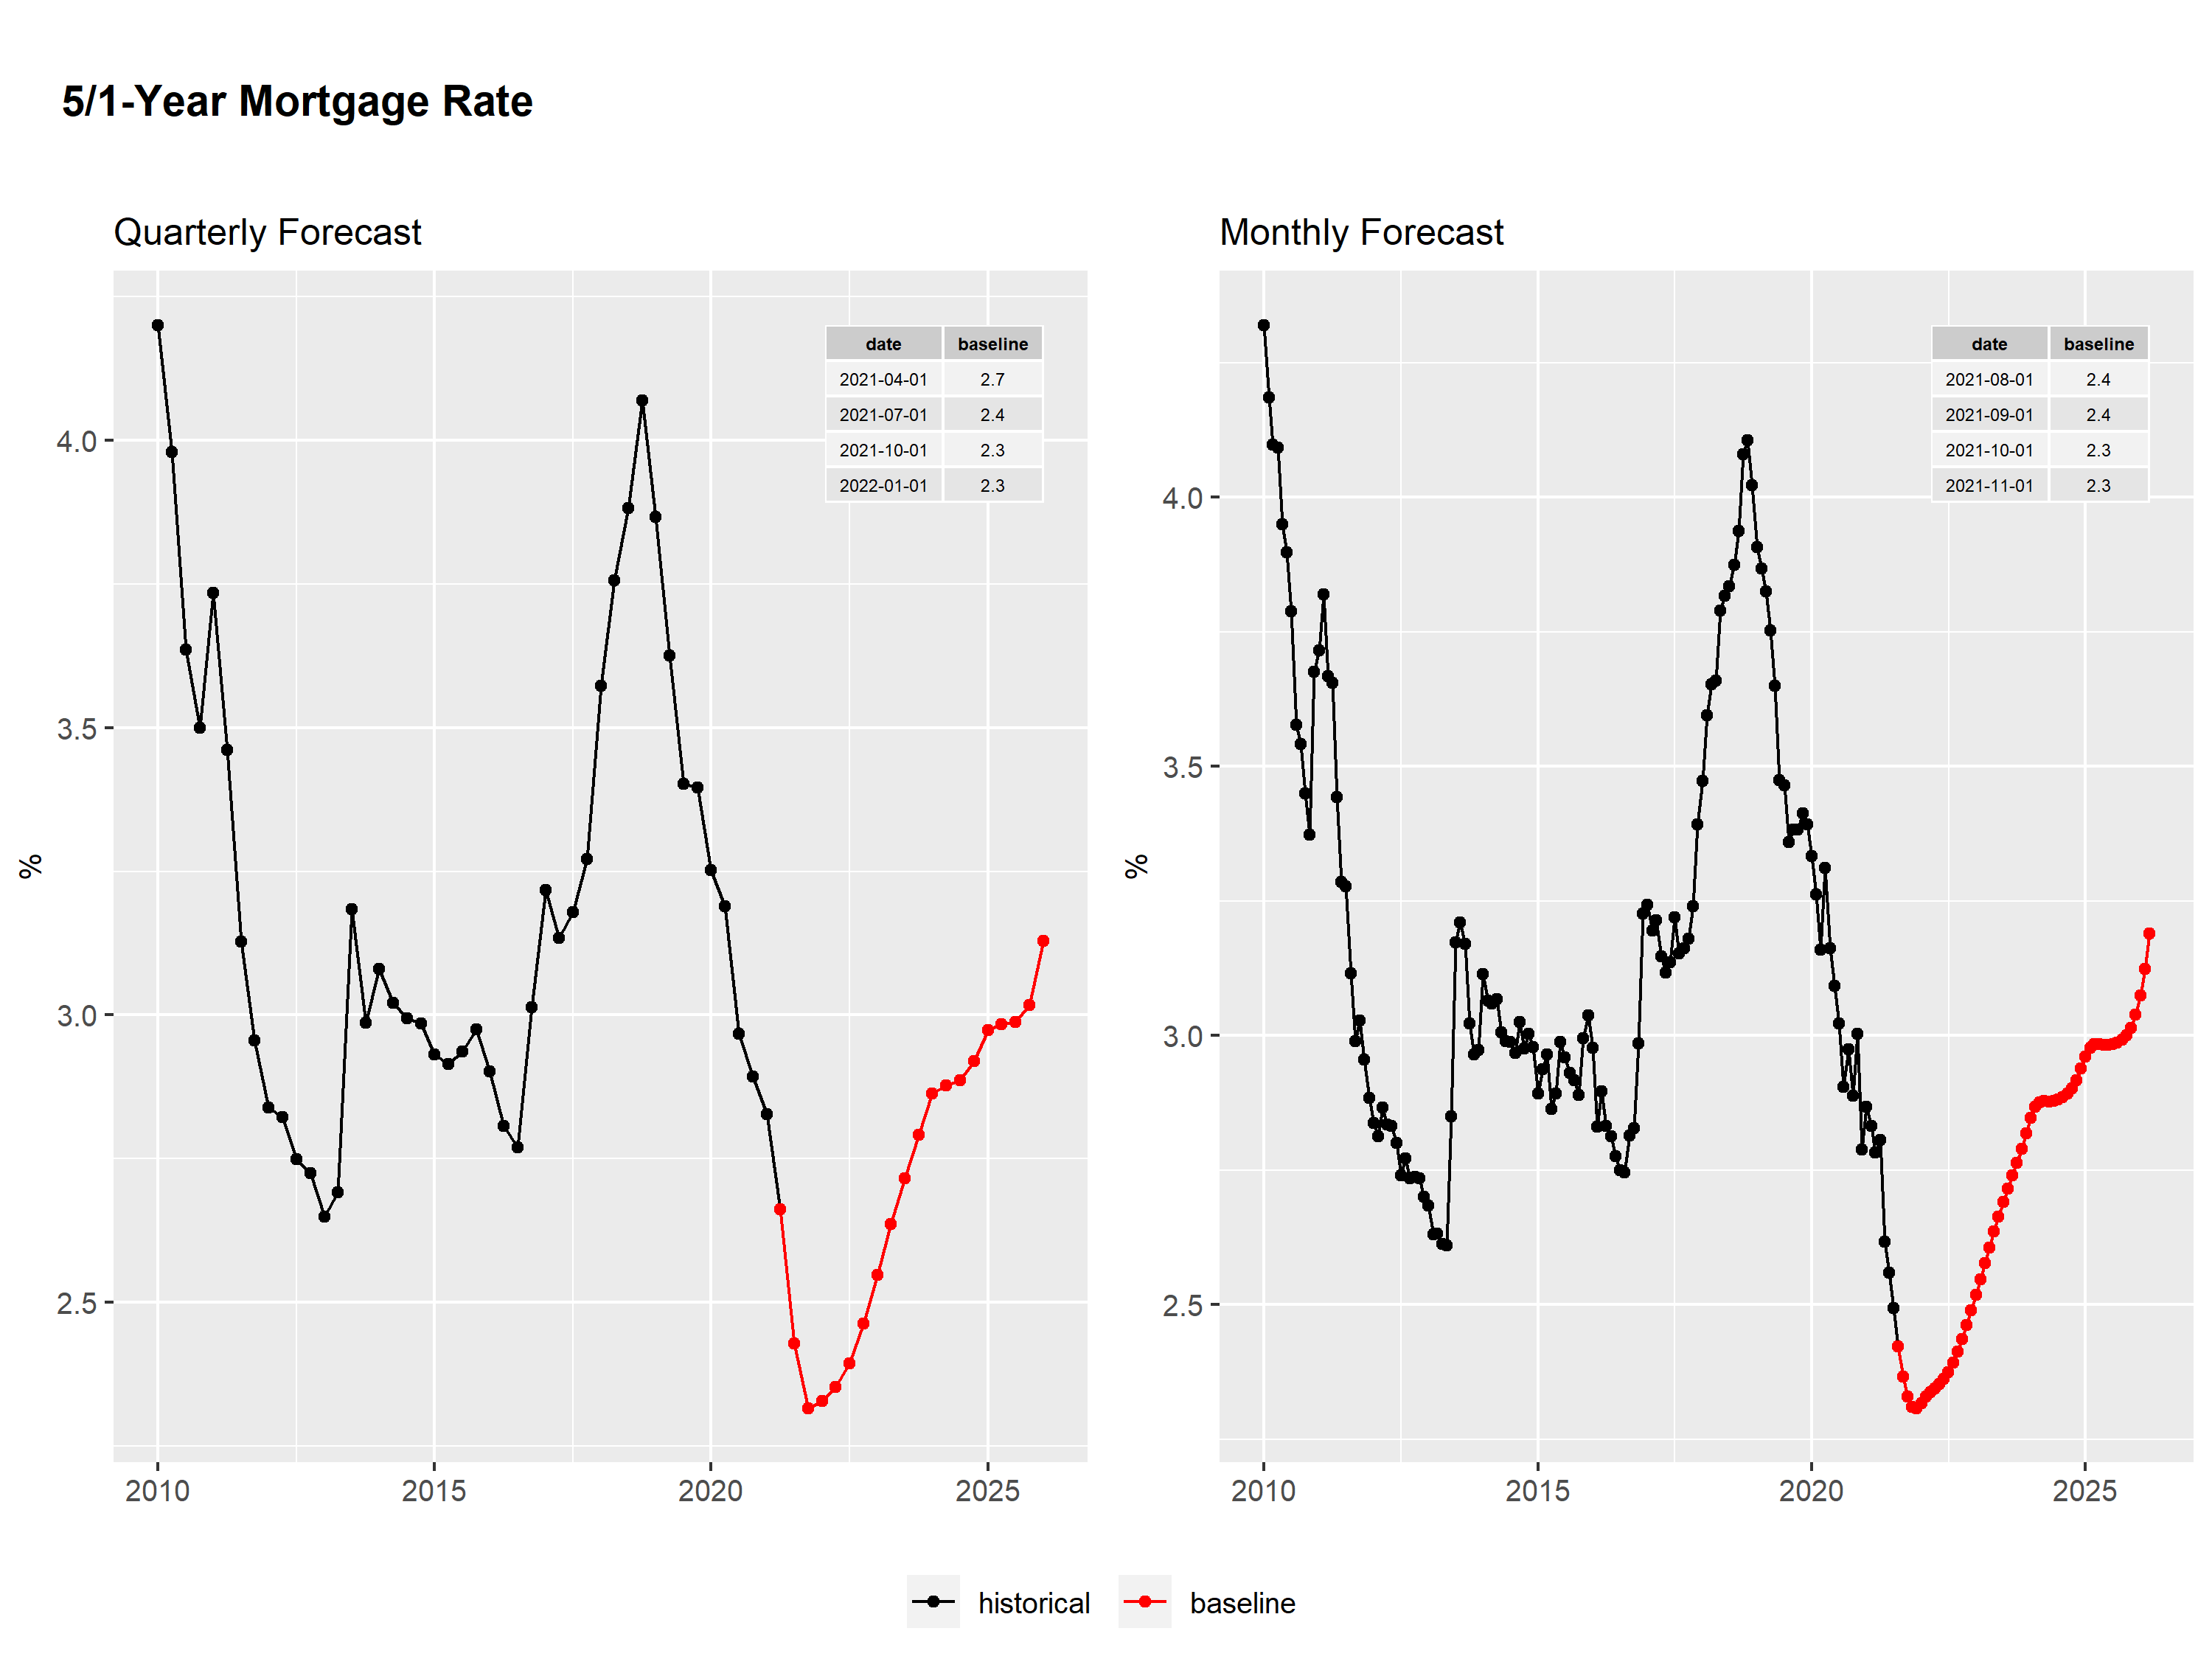 5/1-Year Mortgage Rate
Quarterly Forecast
%
4.0
3.5
3.0
2.5
2010 2015 2020 2025
date baseline
2021-04-01 2.7
2021-07-01 2.4
2021-10-01 2.3
2022-01-01 2.3
Monthly Forecast
%
4.0
3.5
3.0
2.5
2010 2015 2020 2025
date baseline
2021-08-01 2.4
2021-09-01 2.4
2021-10-01 2.3
2021-11-01 2.3
historical baseline